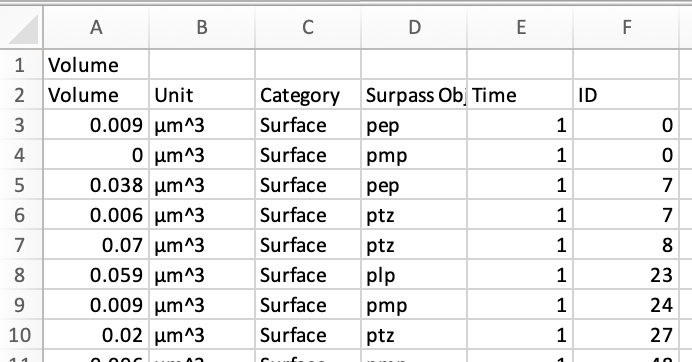 A B C D E F
1 Volume
2 Volume Unit Category Surpass Obj Time ID
3 0.009 µm^3 Surface pep 1 0
4 0 µm^3 Surface pmp 1 0
5 0.038 µm^3 Surface pep 1 7
6 0.006 µm^3 Surface ptz 1 7
7 0.07 µm^3 Surface ptz 1 8
8 0.059 µm^3 Surface plp 1 23
9 0.009 µm^3 Surface pmp 1 24
10 0.02 µm^3 Surface ptz 1 27